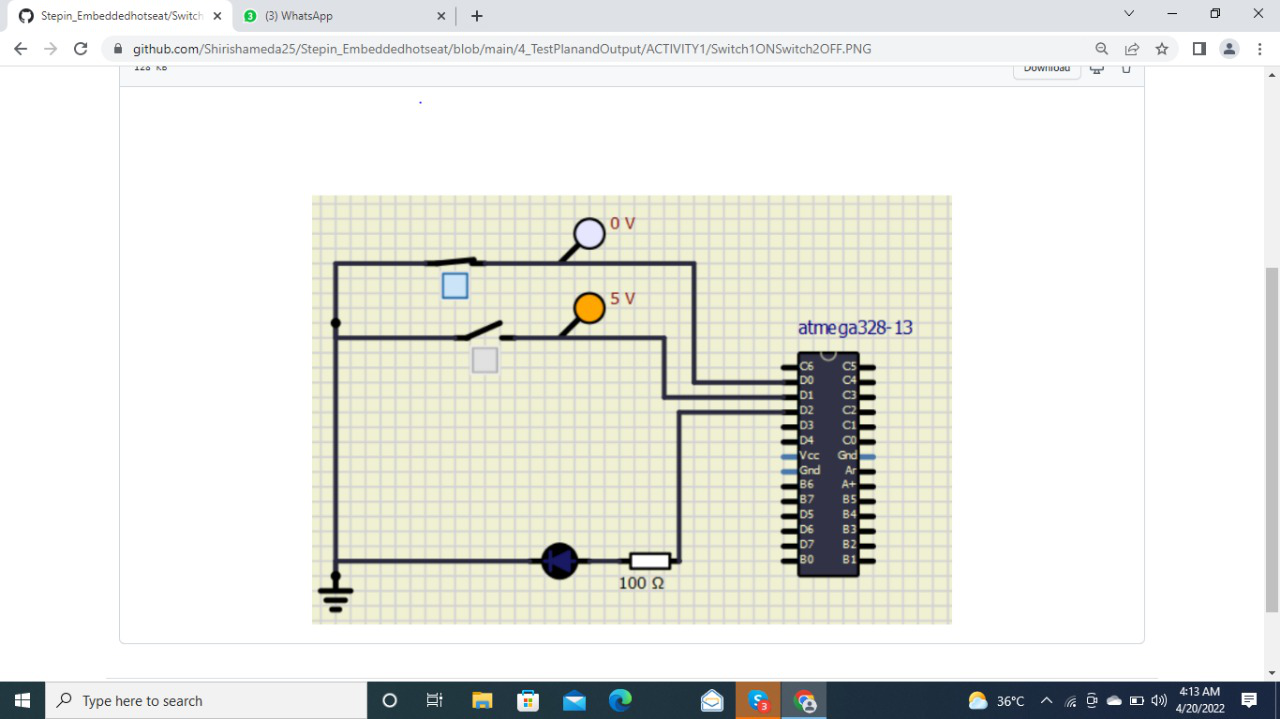 Stepin_Embeddedhotseat/Switch
(3) WhatsApp
github.com/Shirishameda25/Stepin_Embeddedhotseat/blob/main/4_TestPlanandOutput/ACTIVITY1/Switch1ONSwitch2OFF.PNG
128 KB
Download
0 V
5 V
atmega328-13
C6 C5
D0 C4
D1 C3
D2 C2
D3 C1
D4 C0
Vcc Gnd
Gnd Ar
B6 A+
B7 B5
D5 B4
D6 B3
D7 B2
B0 B1
100 Ω
Type here to search
3
36°C
4:13 AM
4/20/2022